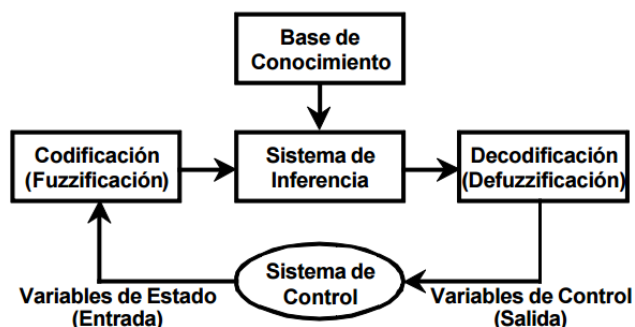 Base de
Conocimiento
Codificación
(Fuzzificación)
Sistema de
Inferencia
Decodificación
(Defuzzificación)
Sistema de
Control
Variables de Estado
(Entrada)
Variables de Control
(Salida)